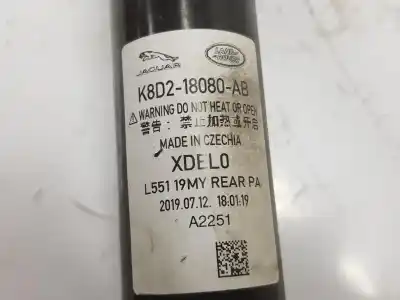 JAGUAR
LAND ROVER
K8D2-18080-AB
⚠WARNING DO NOT HEAT OR OPEN
警告：禁止加热或开启
MADE IN CZECHIA
XDEL0
L551 19MY REAR PA
2019.07.12. 18:01:19
A2251